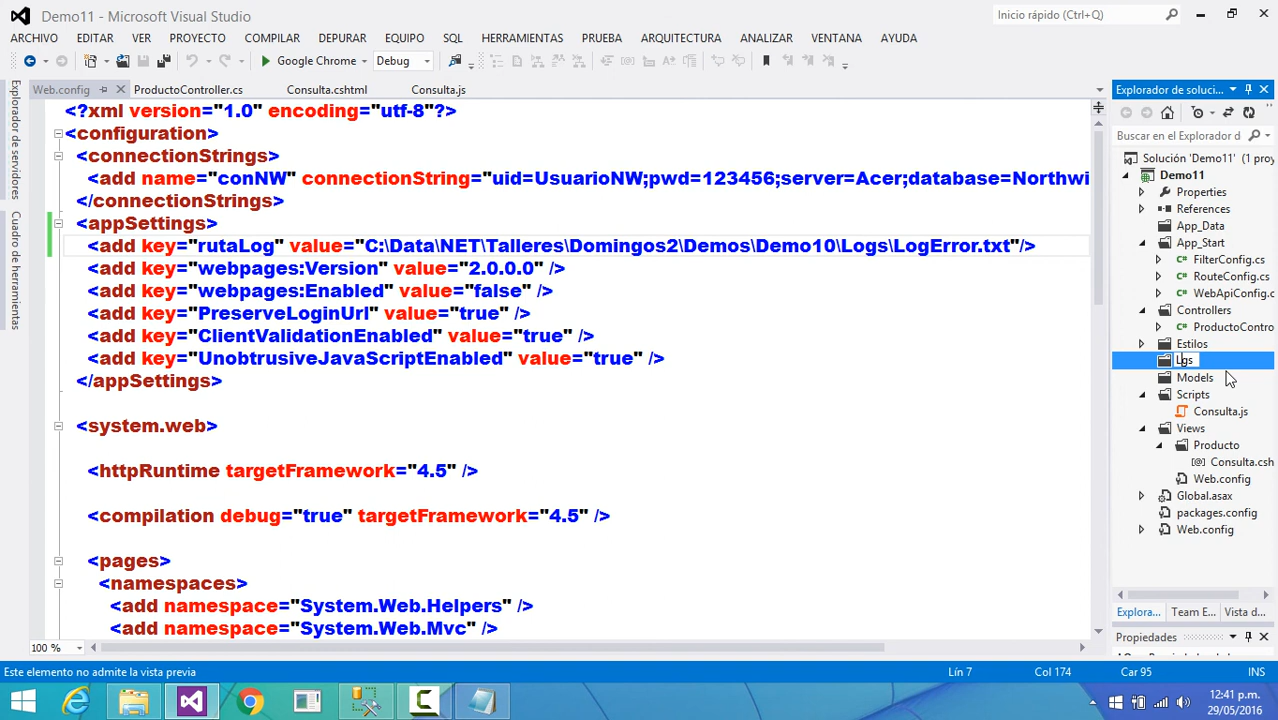 Demo11 - Microsoft Visual Studio
Inicio rápido (Ctrl+Q)
ARCHIVO EDITAR VER PROYECTO COMPILAR DEPURAR EQUIPO SQL HERRAMIENTAS PRUEBA ARQUITECTURA ANALIZAR VENTANA AYUDA
Google Chrome Debug
Web.config ProductoController.cs Consulta.cshtml Consulta.js
Explorador de servidores
Cuadro de herramientas
<?xml version="1.0" encoding="utf-8"?>
<configuration>
<connectionStrings>
<add name="conNW" connectionString="uid=UsuarioNW;pwd=123456;server=Acer;database=Northwi
</connectionStrings>
<appSettings>
<add key="rutaLog" value="C:\Data\NET\Talleres\Domingos2\Demos\Demo10\Logs\LogError.txt"/>
<add key="webpages:Version" value="2.0.0.0" />
<add key="webpages:Enabled" value="false" />
<add key="PreserveLoginUrl" value="true" />
<add key="ClientValidationEnabled" value="true" />
<add key="UnobtrusiveJavaScriptEnabled" value="true" />
</appSettings>
<system.web>
<httpRuntime targetFramework="4.5" />
<compilation debug="true" targetFramework="4.5" />
<pages>
<namespaces>
<add namespace="System.Web.Helpers" />
<add namespace="System.Web.Mvc" />
100 %
Explorador de soluci...
Buscar en el Explorador d
Solución 'Demo11' (1 proy
Demo11
Properties
References
App_Data
App_Start
FilterConfig.cs
RouteConfig.cs
WebApiConfig.c
Controllers
ProductoContro
Estilos
Lgs
Models
Scripts
Consulta.js
Views
Producto
Consulta.csh
Web.config
Global.asax
packages.config
Web.config
Explora... Team E... Vista d...
Propiedades
Este elemento no admite la vista previa Lín 7 Col 174 Car 95 INS
12:41 p.m.
29/05/2016